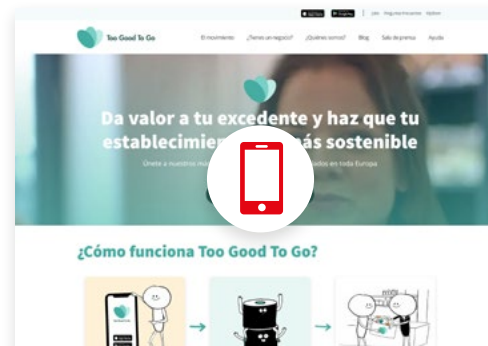 Too Good To Go
El movimiento ¿Tienes un negocio? ¿Quiénes somos? Blog Sala de prensa Ayuda
Da valor a tu excedente y haz que tu
más sostenible
Únete a nuestros
en toda Europa
¿Cómo funciona Too Good To Go?